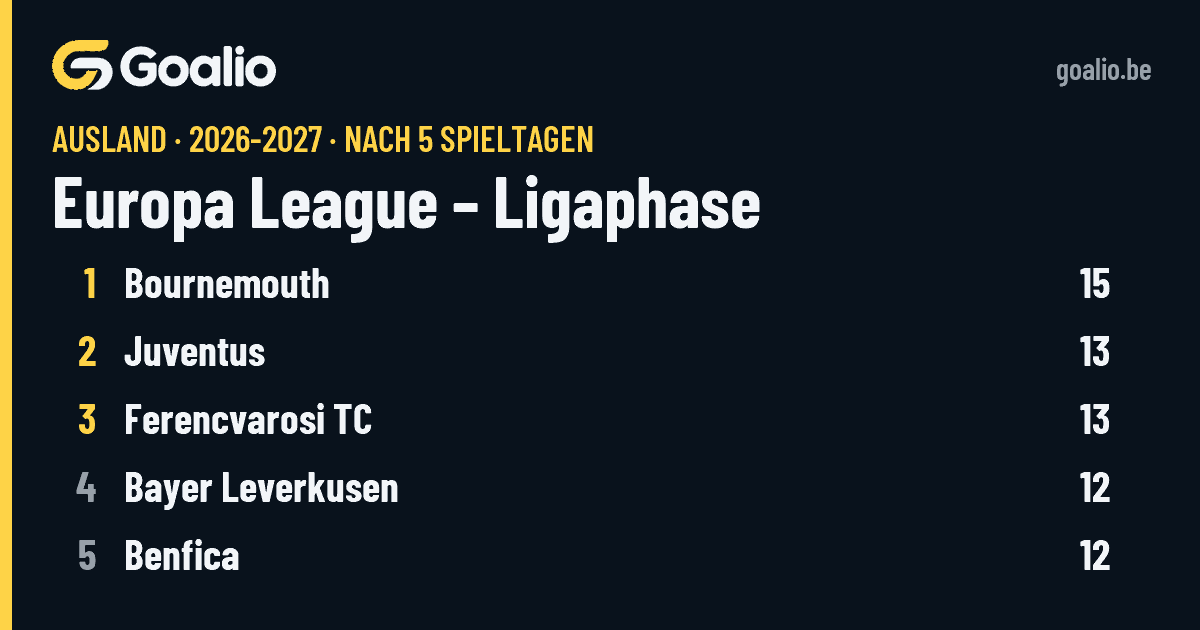 Goalio
goalio.be
AUSLAND · 2026-2027 · NACH 5 SPIELTAGEN
Europa League – Ligaphase
1 Bournemouth 15
2 Juventus 13
3 Ferencvarosi TC 13
4 Bayer Leverkusen 12
5 Benfica 12